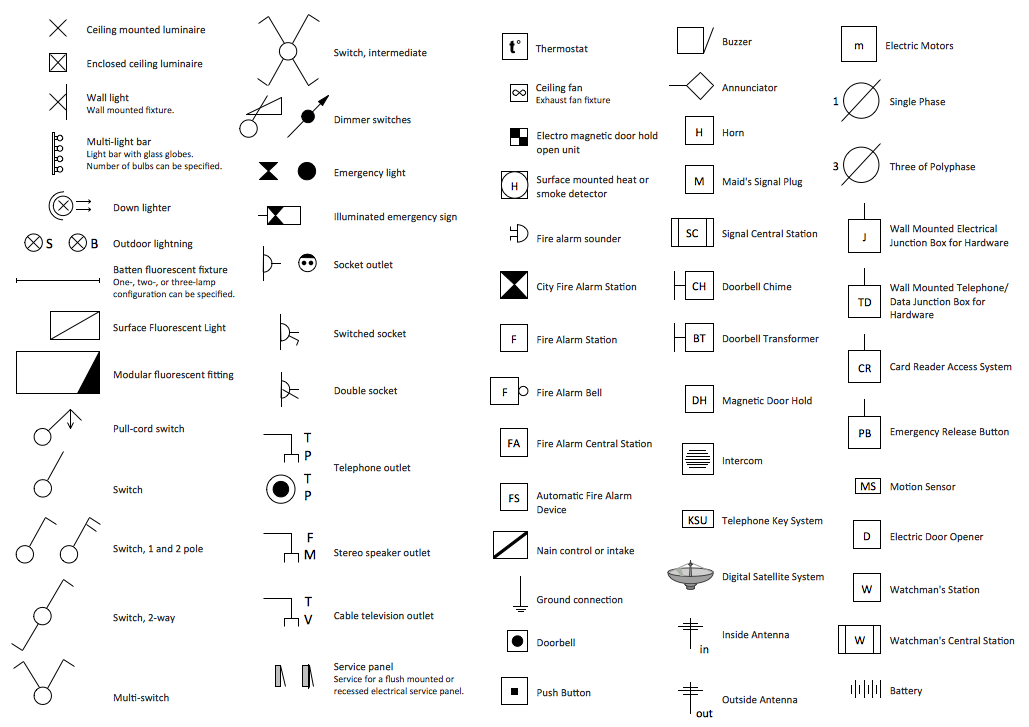 Ceiling mounted luminaire
Enclosed ceiling luminaire
Wall light
Wall mounted fixture.
Multi-light bar
Light bar with glass globes.
Number of bulbs can be specified.
Down lighter
S
B
Outdoor lightning
Batten fluorescent fixture
One-, two-, or three-lamp
configuration can be specified.
Surface Fluorescent Light
Modular fluorescent fitting
Pull-cord switch
Switch
Switch, 1 and 2 pole
Switch, 2-way
Multi-switch
Switch, intermediate
Dimmer switches
Emergency light
Illuminated emergency sign
Socket outlet
Switched socket
Double socket
T
P
Telephone outlet
T
P
F
M
Stereo speaker outlet
T
V
Cable television outlet
Service panel
Service for a flush mounted or
recessed electrical service panel.
t°
Thermostat
Ceiling fan
Exhaust fan fixture
Electro magnetic door hold
open unit
H
Surface mounted heat or
smoke detector
Fire alarm sounder
City Fire Alarm Station
F
Fire Alarm Station
F
Fire Alarm Bell
FA
Fire Alarm Central Station
FS
Automatic Fire Alarm
Device
Nain control or intake
Ground connection
Doorbell
Push Button
Buzzer
Annunciator
H
Horn
M
Maid's Signal Plug
SC
Signal Central Station
CH
Doorbell Chime
BT
Doorbell Transformer
DH
Magnetic Door Hold
Intercom
KSU
Telephone Key System
Digital Satellite System
in
Inside Antenna
out
Outside Antenna
m
Electric Motors
1
Single Phase
3
Three of Polyphase
J
Wall Mounted Electrical
Junction Box for Hardware
TD
Wall Mounted Telephone/
Data Junction Box for
Hardware
CR
Card Reader Access System
PB
Emergency Release Button
MS
Motion Sensor
D
Electric Door Opener
W
Watchman's Station
W
Watchman's Central Station
Battery